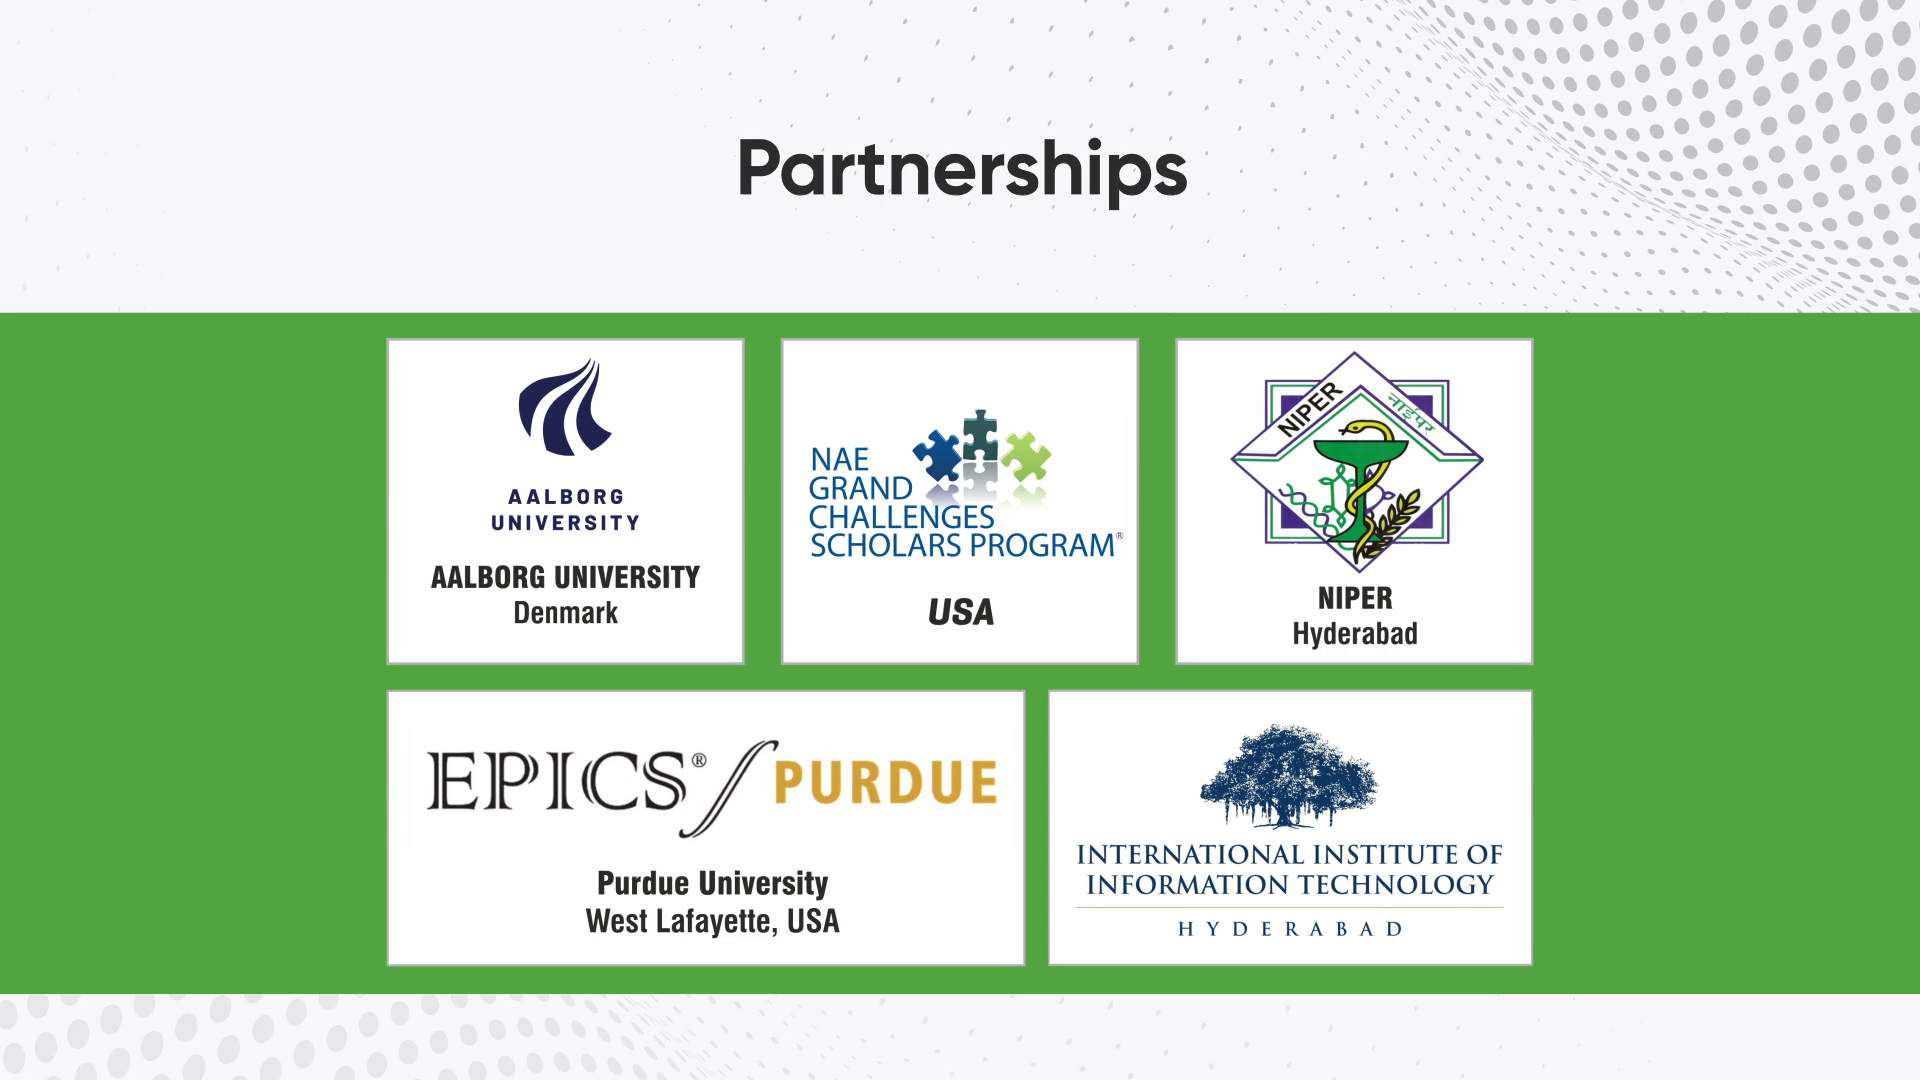 Partnerships
AALBORG
UNIVERSITY
AALBORG UNIVERSITY
Denmark
NAE
GRAND
CHALLENGES
SCHOLARS PROGRAM®
USA
NIPER
नाईपर
NIPER
Hyderabad
EPICS® PURDUE
Purdue University
West Lafayette, USA
INTERNATIONAL INSTITUTE OF
INFORMATION TECHNOLOGY
HYDERABAD